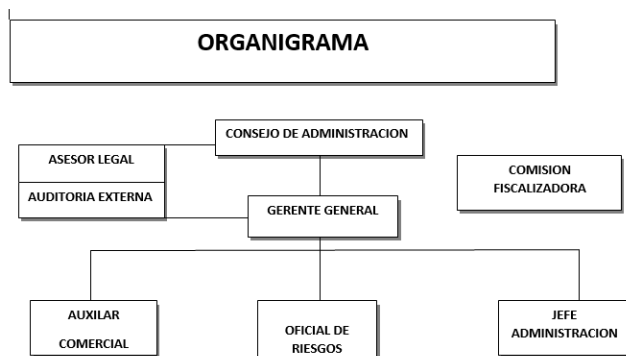 ORGANIGRAMA
CONSEJO DE ADMINISTRACION
ASESOR LEGAL
AUDITORIA EXTERNA
COMISION
FISCALIZADORA
GERENTE GENERAL
AUXILAR
COMERCIAL
OFICIAL DE
RIESGOS
JEFE
ADMINISTRACION